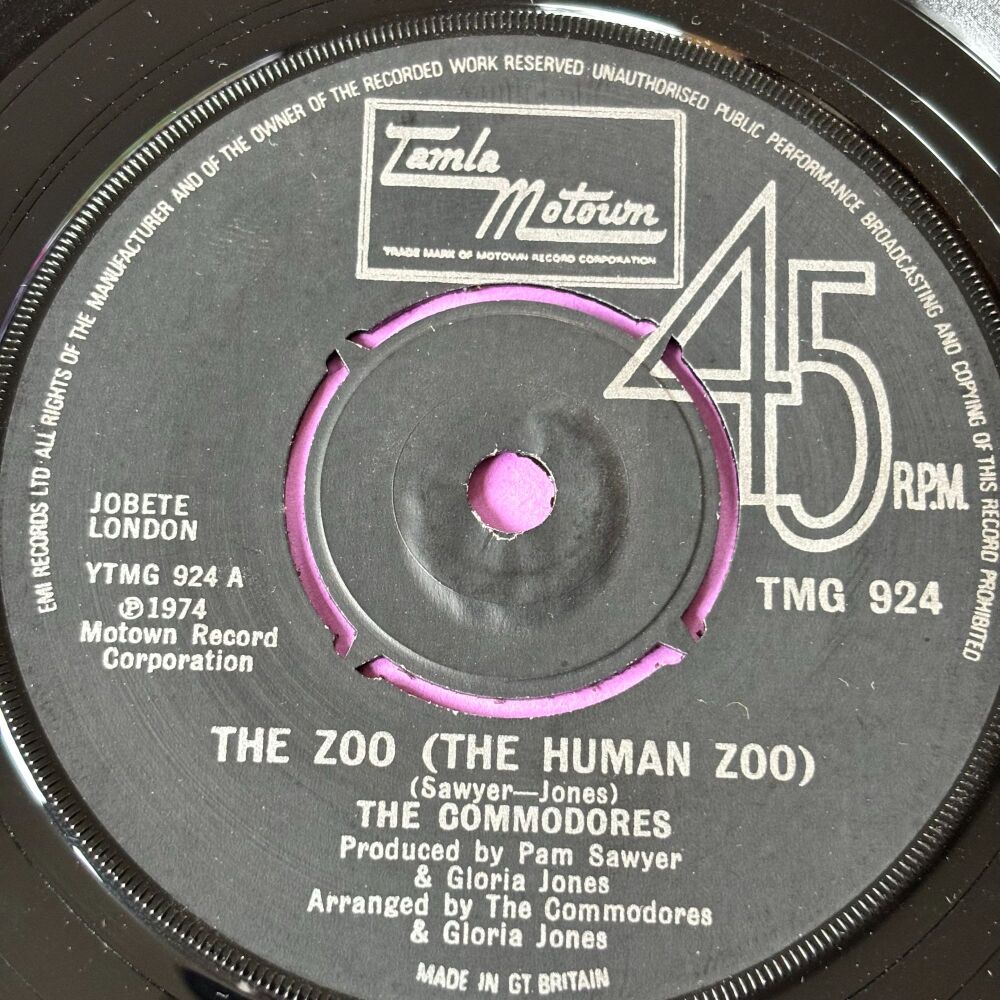 EMI RECORDS LTD · ALL RIGHTS OF THE MANUFACTURER AND OF THE OWNER OF THE RECORDED WORK RESERVED · UNAUTHORISED PUBLIC PERFORMANCE BROADCASTING AND COPYING OF THIS RECORD PROHIBITED
Tamla
Motown
TRADE MARK OF MOTOWN RECORD CORPORATION
45
R.P.M.
JOBETE
LONDON
YTMG 924 A
℗1974
Motown Record
Corporation
TMG 924
THE ZOO (THE HUMAN ZOO)
(Sawyer—Jones)
THE COMMODORES
Produced by Pam Sawyer
& Gloria Jones
Arranged by The Commodores
& Gloria Jones
MADE IN GT. BRITAIN